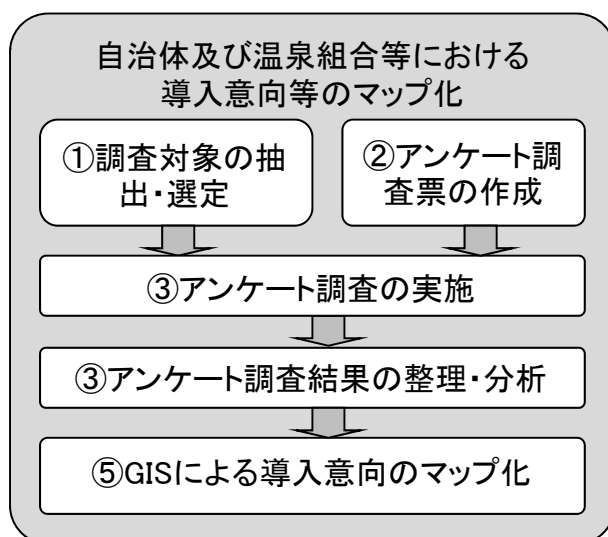 自治体及び温泉組合等における
導入意向等のマップ化
①調査対象の抽
出・選定
②アンケート調
査票の作成
③アンケート調査の実施
③アンケート調査結果の整理・分析
⑤GISによる導入意向のマップ化